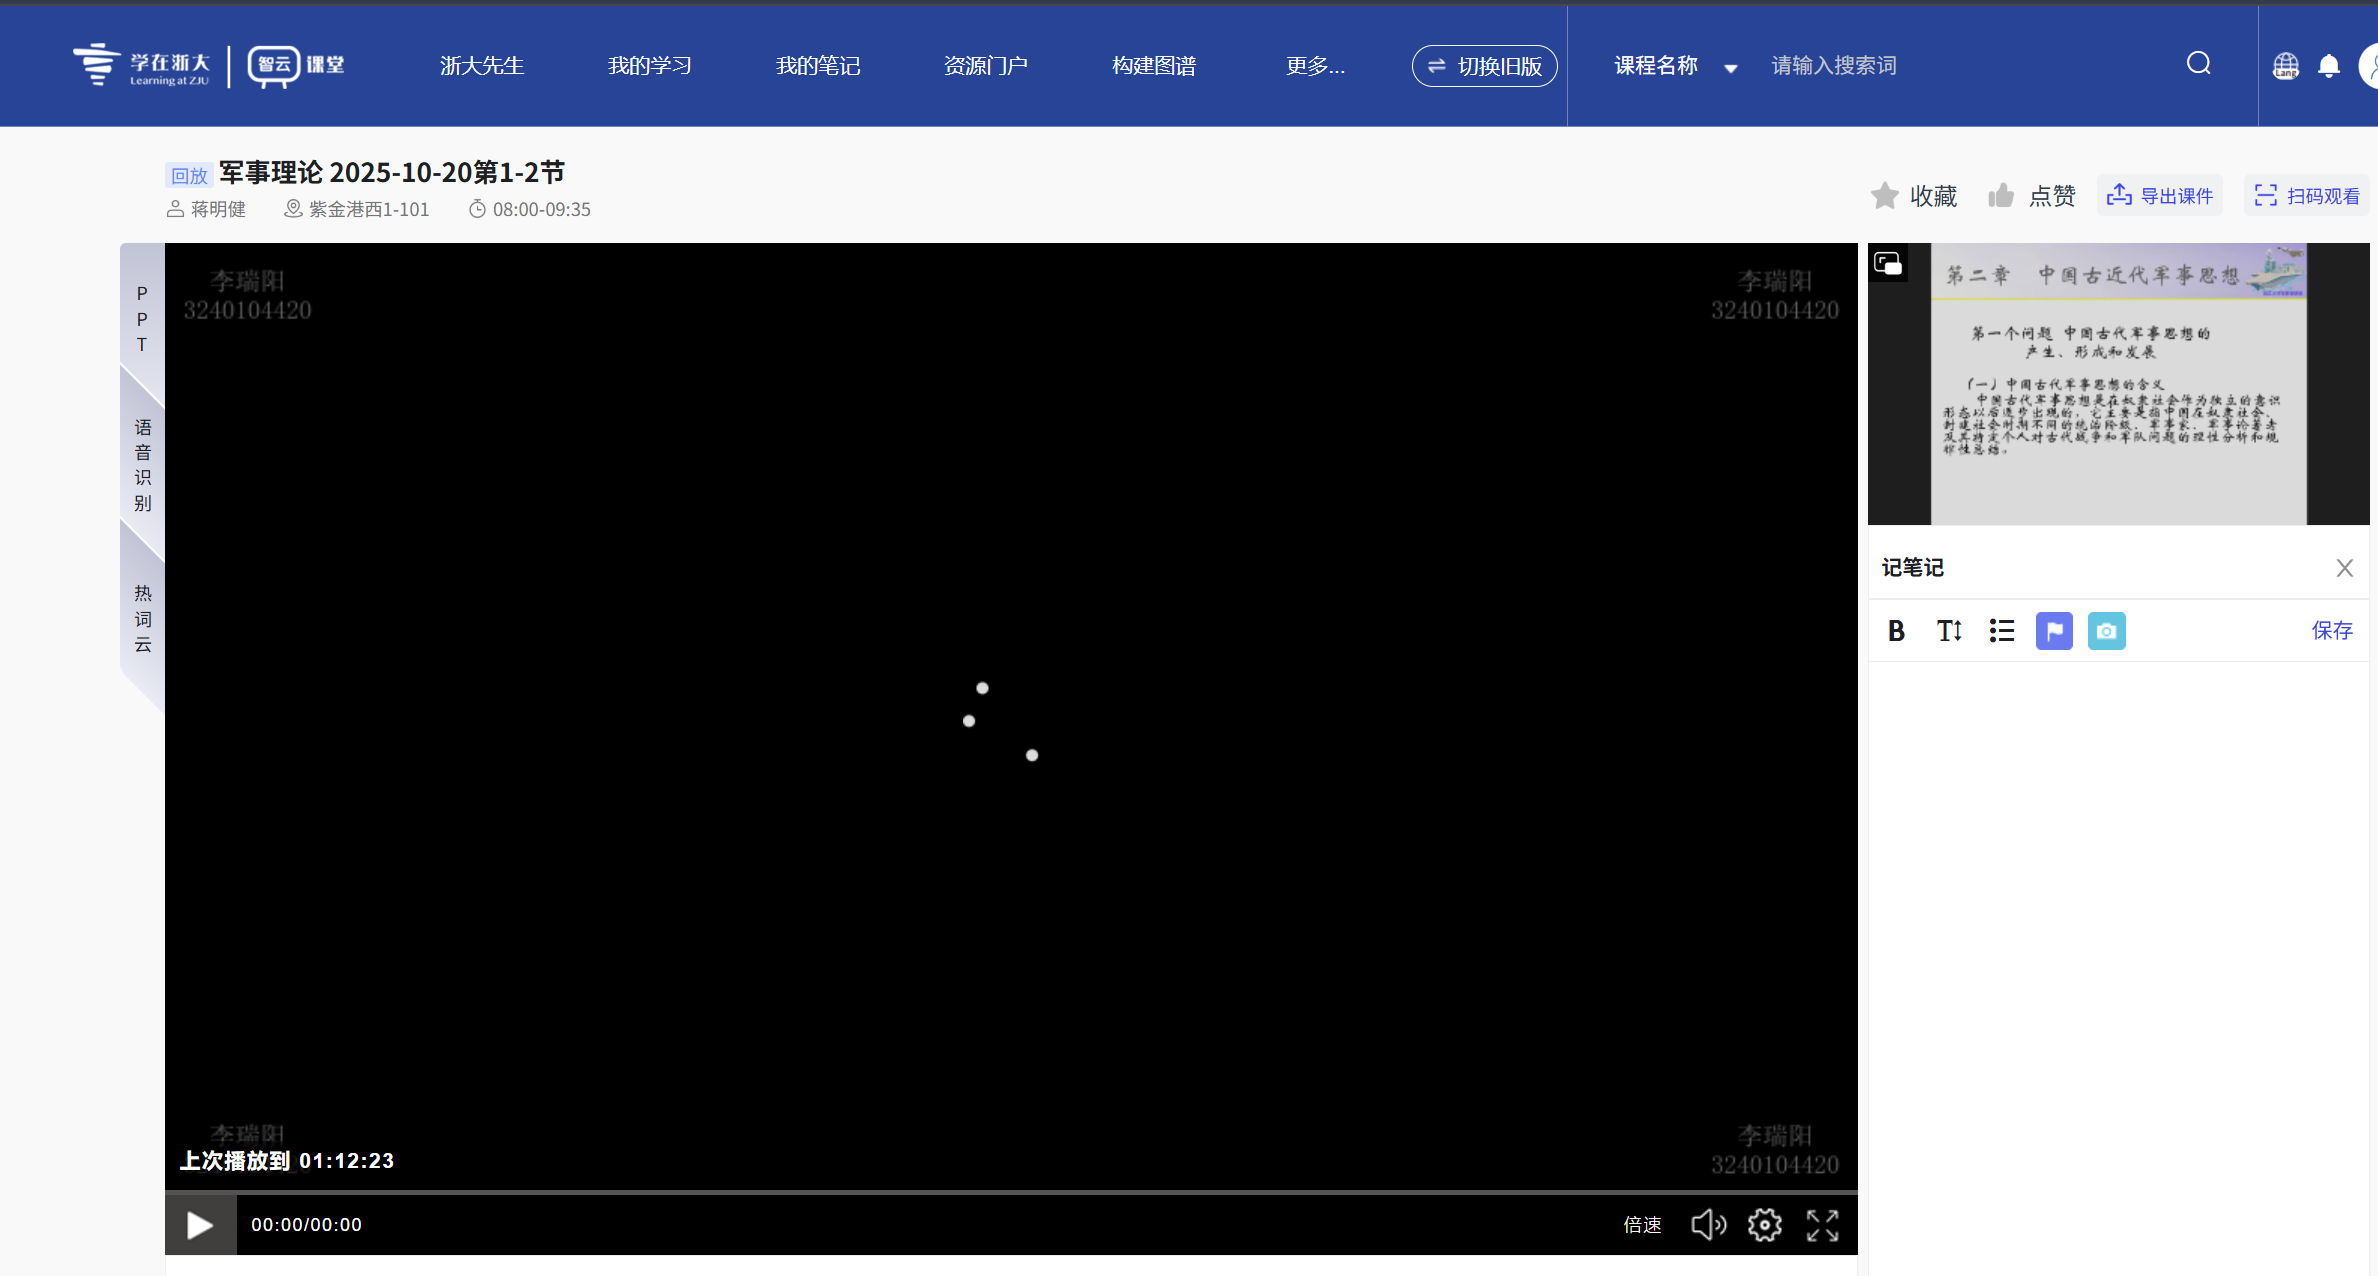 学在浙大
Learning at ZJU
智云 课堂
浙大先生
我的学习
我的笔记
资源门户
构建图谱
更多...
切换旧版
课程名称
请输入搜索词
Lang
回放 军事理论 2025-10-20第1-2节
蒋明健 紫金港西1-101 08:00-09:35
收藏
点赞
导出课件
扫码观看
PPT
语音识别
热词云
李瑞阳
3240104420
李瑞阳
3240104420
第二章 中国古近代军事思想
第一个问题 中国古代军事思想的
产生、形成和发展
(一)中国古代军事思想的含义
中国古代军事思想是在奴隶社会作为独立的意识
形态以后逐步出现的,它主要是指中国在奴隶社会、
封建社会时期不同的统治阶级、军事家、军事论著者
及其特定个人对古代战争和军队问题的理性分析和规
律性总结。
记笔记
B
T
保存
李瑞阳
上次播放到 01:12:23
李瑞阳
3240104420
00:00/00:00
倍速